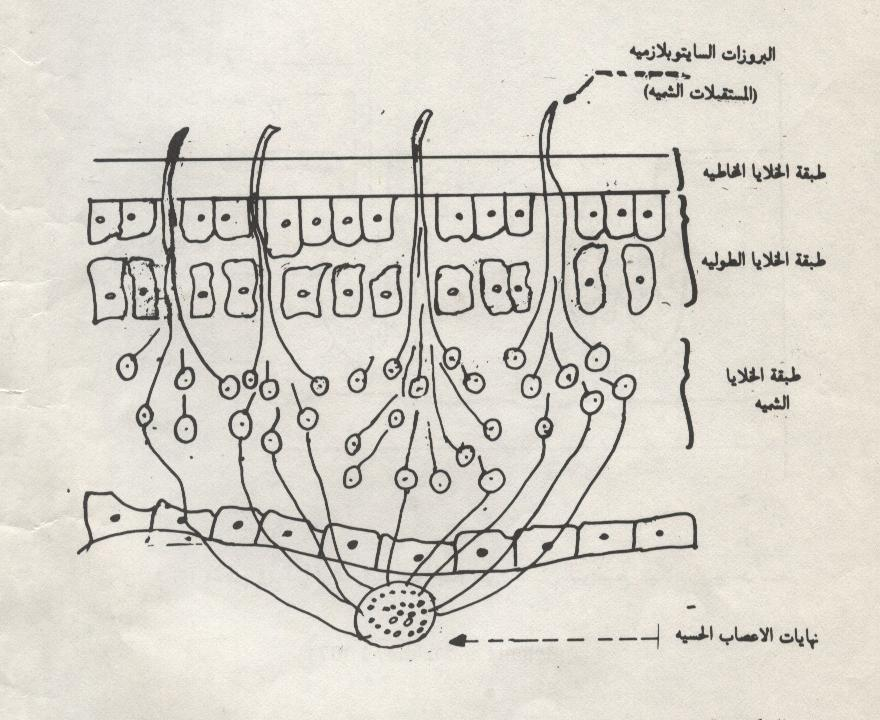 البروزات السايتوبلازميه
(المستقبلات الشميه)
طبقة الخلايا المخاطيه
طبقة الخلايا الطوليه
طبقة الخلايا
الشميه
نهايات الاعصاب الحسيه